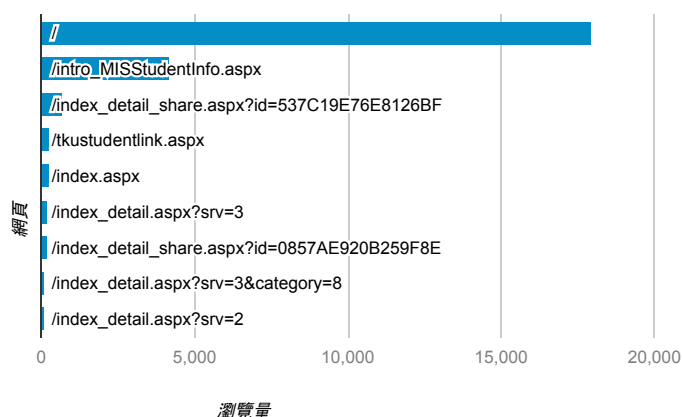 /
/intro_MISStudentInfo.aspx
/index_detail_share.aspx?id=537C19E76E8126BF
/tkustudentlink.aspx
/index.aspx
/index_detail.aspx?srv=3
/index_detail_share.aspx?id=0857AE920B259F8E
/index_detail.aspx?srv=3&category=8
/index_detail.aspx?srv=2
網頁
0 5,000 10,000 15,000 20,000
瀏覽量